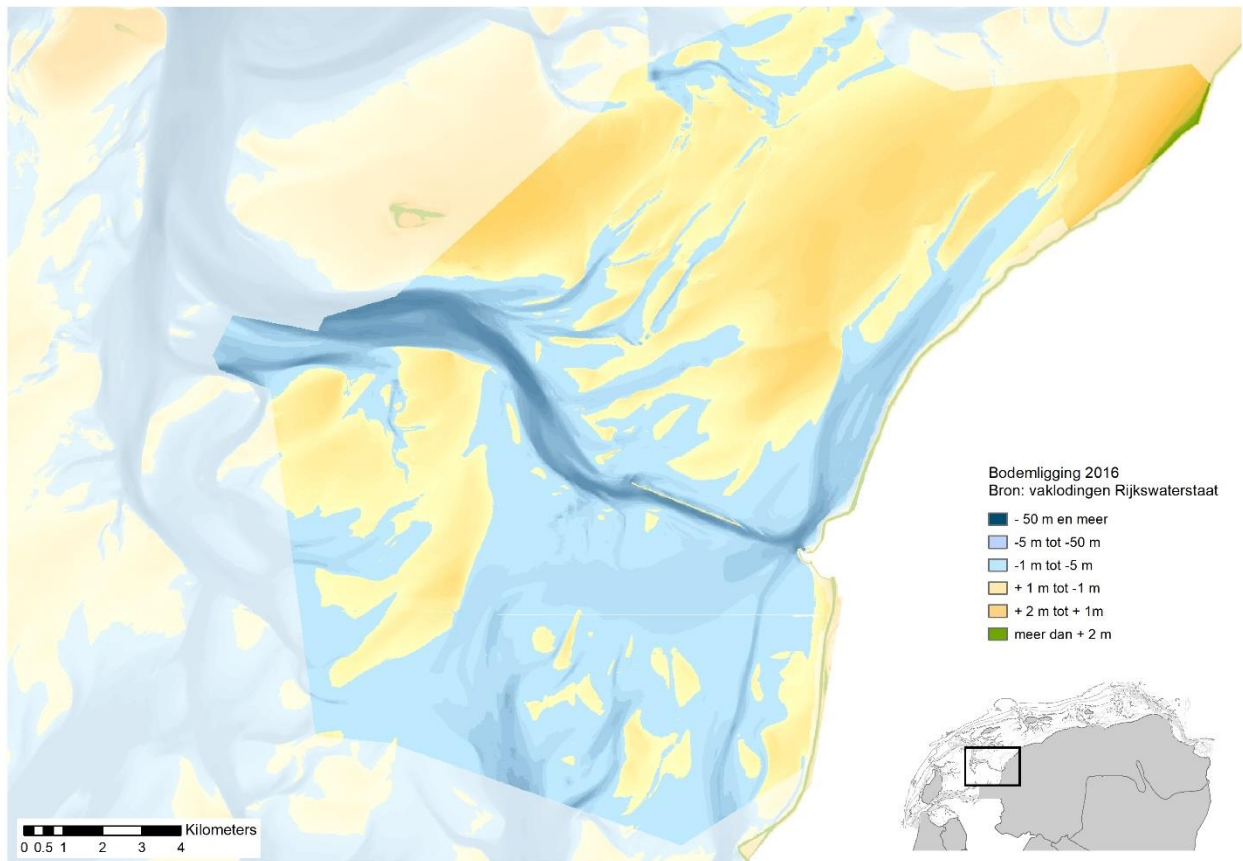 Bodemligging 2016
Bron: vaklodingen Rijkswaterstaat
- 50 m en meer
-5 m tot -50 m
-1 m tot -5 m
+ 1 m tot -1 m
+ 2 m tot + 1m
meer dan + 2 m
Kilometers
0 0.5 1 2 3 4